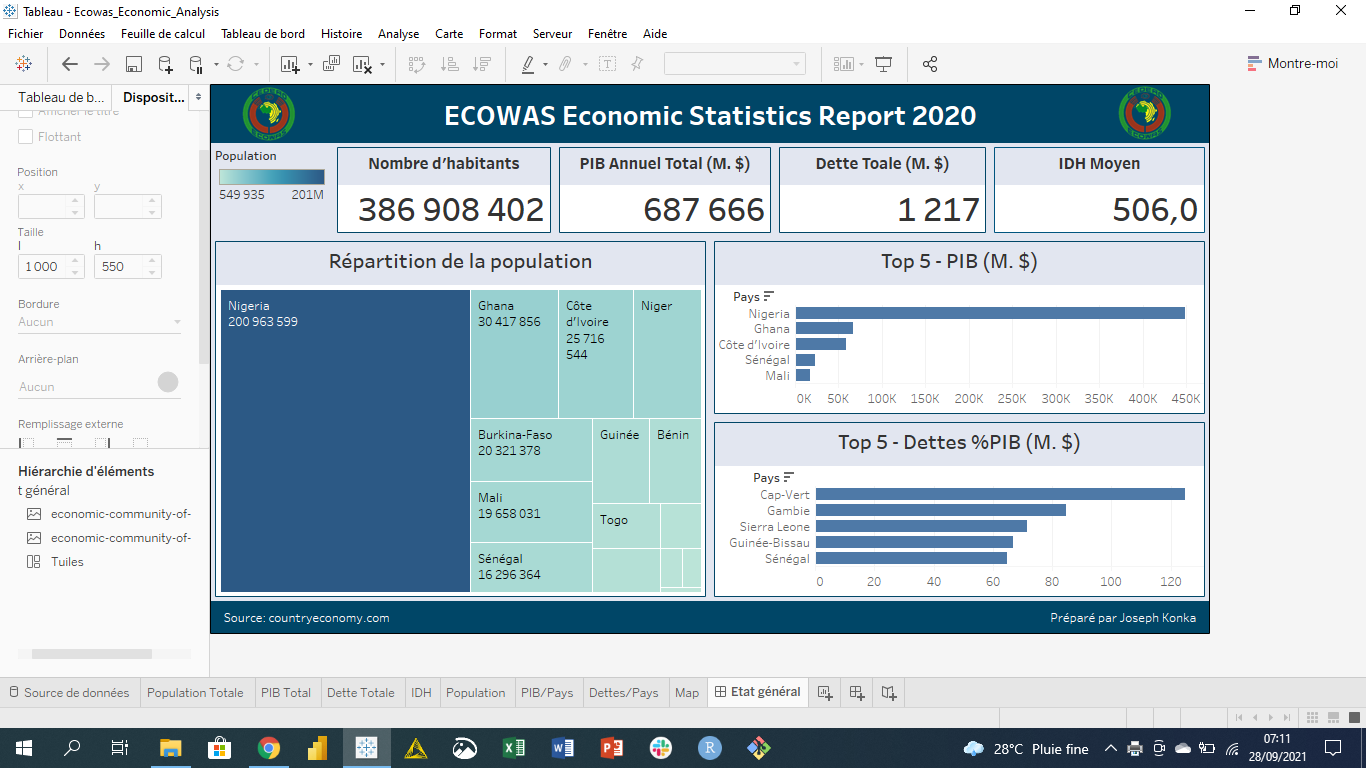 Tableau - Ecowas_Economic_Analysis
Fichier Données Feuille de calcul Tableau de bord Histoire Analyse Carte Format Serveur Fenêtre Aide
Montre-moi
Tableau de b... Disposit...
Afficher le titre
Flottant
Position
x y
Taille
l h
1 000 550
Bordure
Aucun
Arrière-plan
Aucun
Remplissage externe
Hiérarchie d'éléments
t général
economic-community-of-
economic-community-of-
Tuiles
ECOWAS Economic Statistics Report 2020
Population
549 935 201M
Nombre d’habitants
386 908 402
PIB Annuel Total (M. $)
687 666
Dette Toale (M. $)
1 217
IDH Moyen
506,0
Répartition de la population
Nigeria
200 963 599
Ghana
30 417 856
Côte
d’Ivoire
25 716
544
Niger
Burkina-Faso
20 321 378
Guinée
Bénin
Mali
19 658 031
Togo
Sénégal
16 296 364
Top 5 - PIB (M. $)
Pays
Nigeria
Ghana
Côte d’Ivoire
Sénégal
Mali
0K 50K 100K 150K 200K 250K 300K 350K 400K 450K
Top 5 - Dettes %PIB (M. $)
Pays
Cap-Vert
Gambie
Sierra Leone
Guinée-Bissau
Sénégal
0 20 40 60 80 100 120
Source: countryeconomy.com
Préparé par Joseph Konka
Source de données Population Totale PIB Total Dette Totale IDH Population PIB/Pays Dettes/Pays Map Etat général
28°C Pluie fine
07:11
28/09/2021